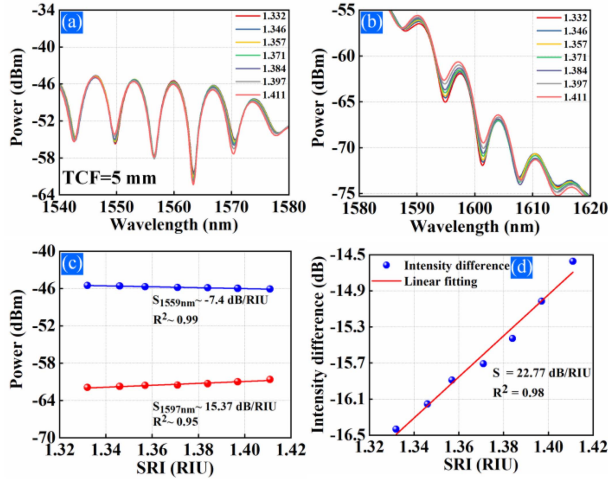 (a)
-34
-40
-46
-52
-58
-64
Power (dBm)
1.332
1.346
1.357
1.371
1.384
1.397
1.411
TCF=5 mm
1540 1550 1560 1570 1580
Wavelength (nm)
(b)
-55
-60
-65
-70
-75
Power (dBm)
1.332
1.346
1.357
1.371
1.384
1.397
1.411
1580 1590 1600 1610 1620
Wavelength (nm)
(c)
-40
-46
-52
-58
-64
-70
Power (dBm)
S1559nm~ -7.4 dB/RIU
R²~ 0.99
S1597nm~ 15.37 dB/RIU
R²~ 0.95
1.32 1.34 1.36 1.38 1.40 1.42
SRI (RIU)
(d)
-14.5
-14.9
-15.3
-15.7
-16.1
-16.5
Intensity difference (dB)
Intensity difference
Linear fitting
S = 22.77 dB/RIU
R² = 0.98
1.32 1.34 1.36 1.38 1.40 1.42
SRI (RIU)